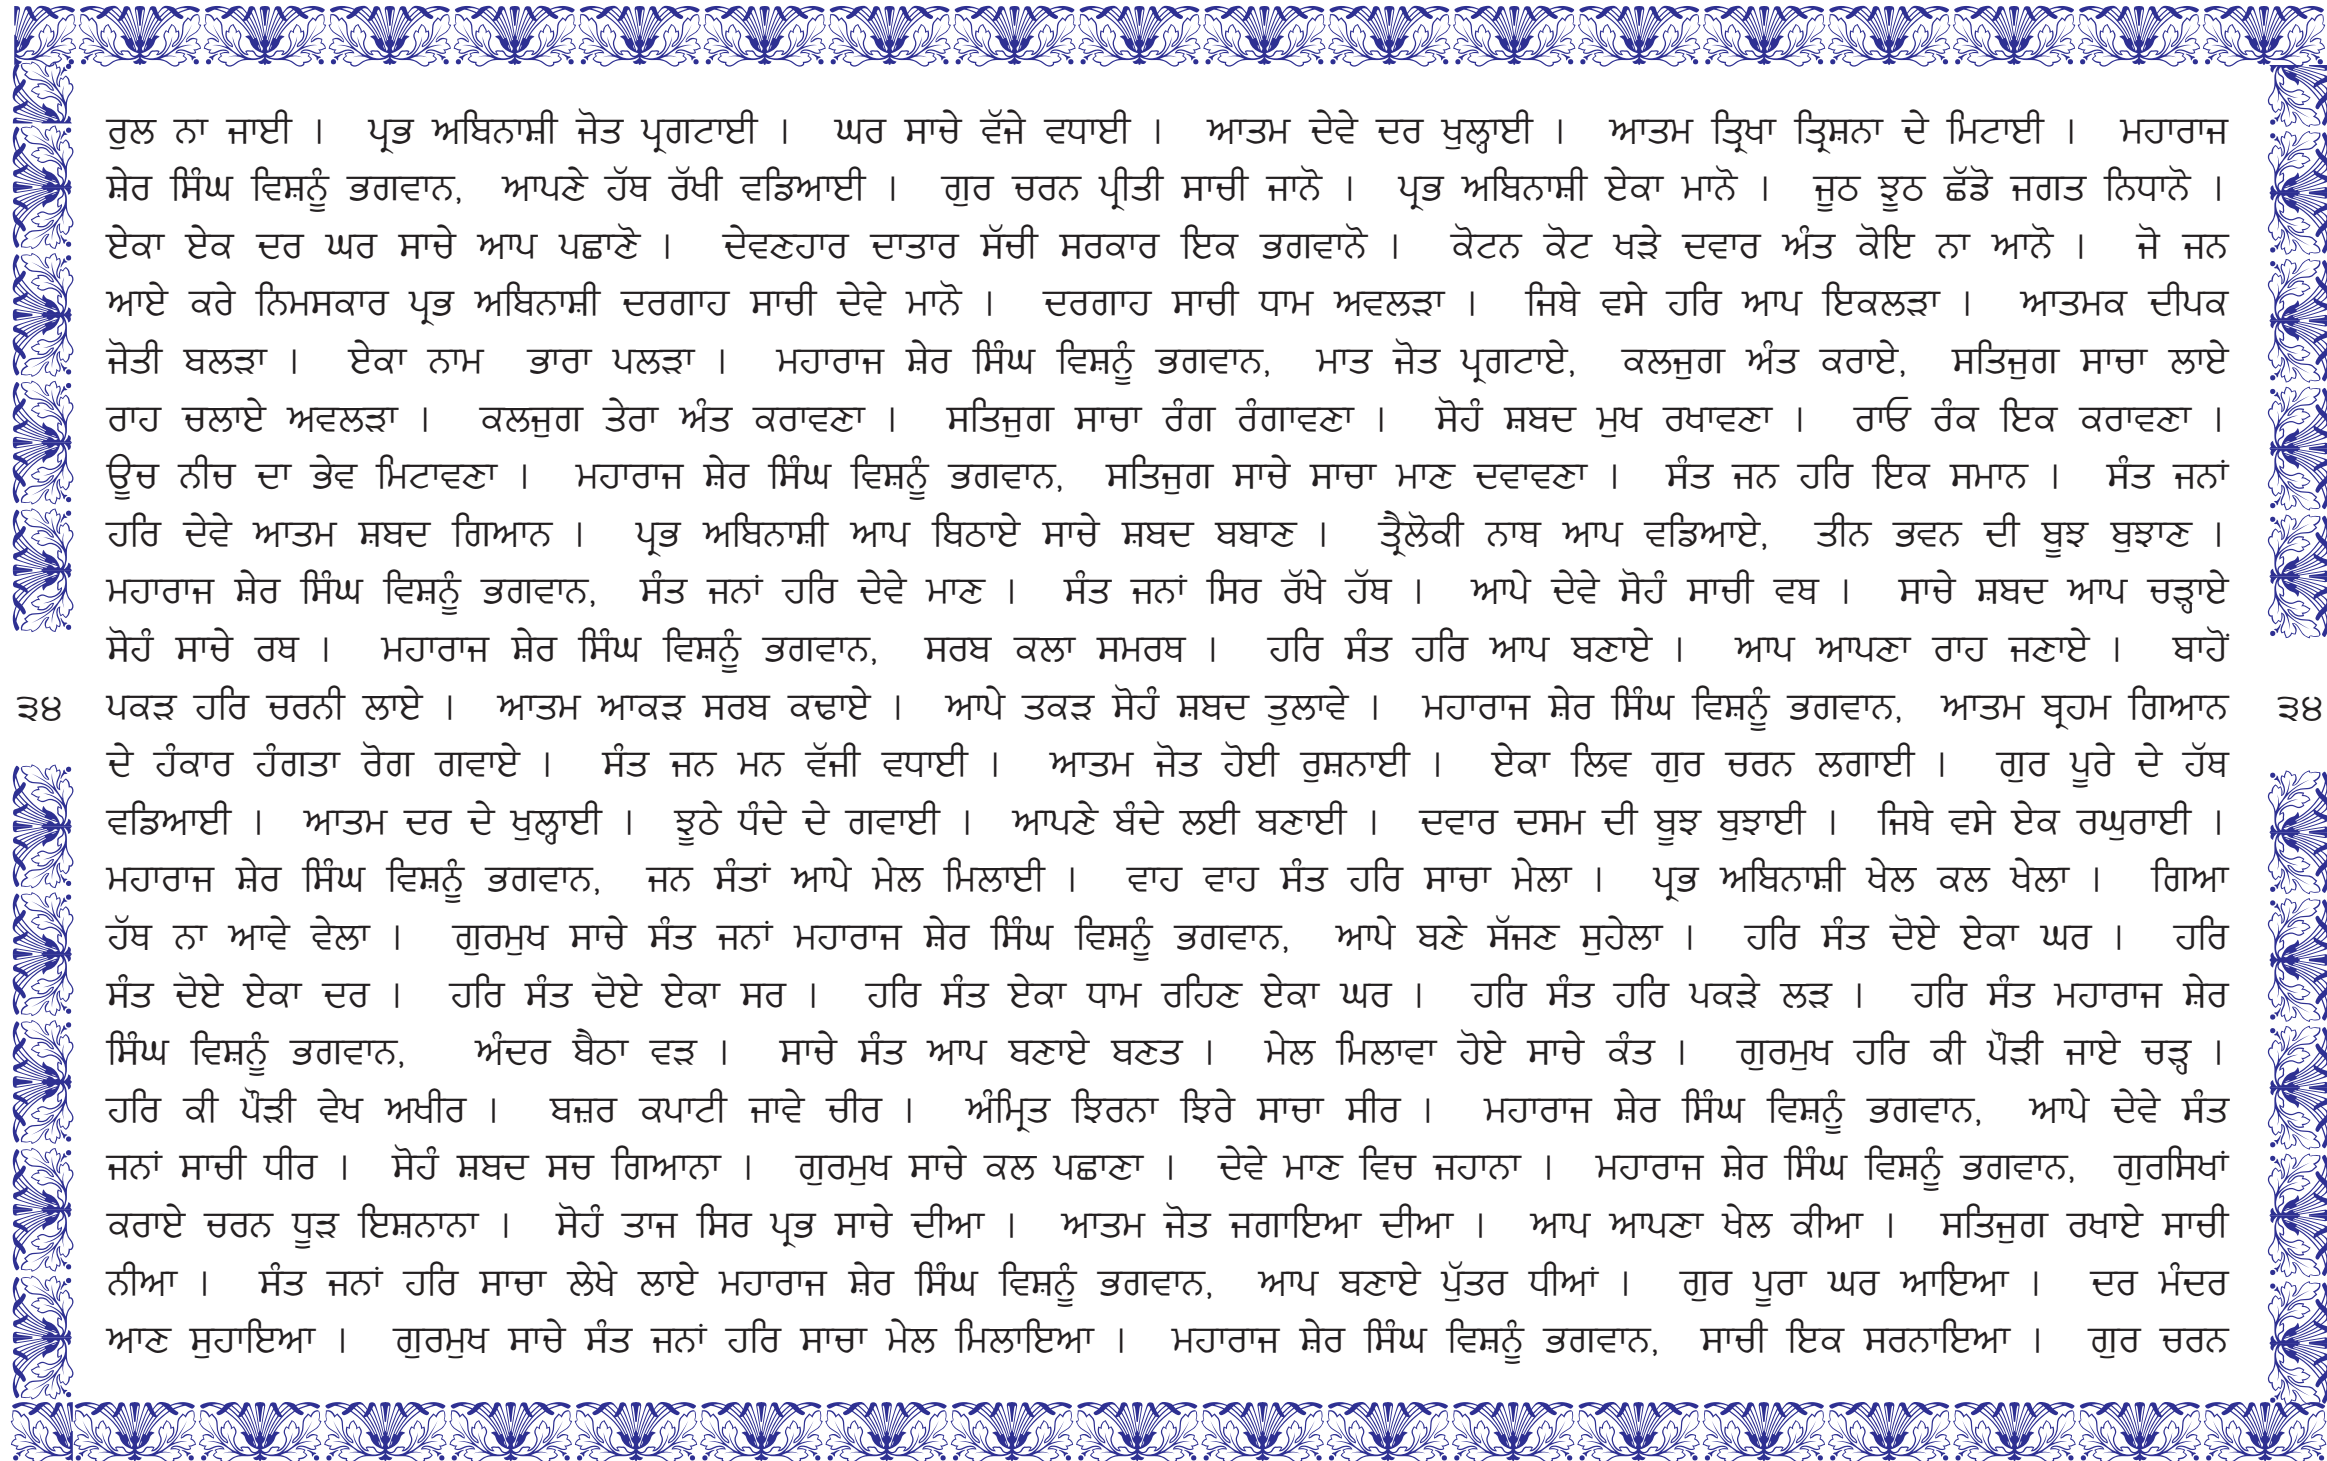 ਰੁਲ ਨਾ ਜਾਈ । ਪ੍ਰਭ ਅਬਿਨਾਸ਼ੀ ਜੋਤ ਪ੍ਰਗਟਾਈ । ਘਰ ਸਾਚੇ ਵੱਜੇ ਵਧਾਈ । ਆਤਮ ਦੇਵੇ ਦਰ ਖੁਲ੍ਹਾਈ । ਆਤਮ ਤ੍ਰਿਖਾ ਤ੍ਰਿਸ਼ਨਾ ਦੇ ਮਿਟਾਈ । ਮਹਾਰਾਜ
ਸ਼ੇਰ ਸਿੰਘ ਵਿਸ਼ਨੂੰ ਭਗਵਾਨ, ਆਪਣੇ ਹੱਥ ਰੱਖੀ ਵਡਿਆਈ । ਗੁਰ ਚਰਨ ਪ੍ਰੀਤੀ ਸਾਚੀ ਜਾਨੋ । ਪ੍ਰਭ ਅਬਿਨਾਸ਼ੀ ਏਕਾ ਮਾਨੋ । ਜੂਠ ਝੂਠ ਛੱਡੋ ਜਗਤ ਨਿਧਾਨੋ ।
ਏਕਾ ਏਕ ਦਰ ਘਰ ਸਾਚੇ ਆਪ ਪਛਾਣੋ । ਦੇਵਣਹਾਰ ਦਾਤਾਰ ਸੱਚੀ ਸਰਕਾਰ ਇਕ ਭਗਵਾਨੋ । ਕੋਟਨ ਕੋਟ ਖੜੇ ਦਵਾਰ ਅੰਤ ਕੋਇ ਨਾ ਆਨੋ । ਜੋ ਜਨ
ਆਏ ਕਰੇ ਨਿਮਸਕਾਰ ਪ੍ਰਭ ਅਬਿਨਾਸ਼ੀ ਦਰਗਾਹ ਸਾਚੀ ਦੇਵੇ ਮਾਨੋ । ਦਰਗਾਹ ਸਾਚੀ ਧਾਮ ਅਵਲੜਾ । ਜਿਥੇ ਵਸੇ ਹਰਿ ਆਪ ਇਕਲੜਾ । ਆਤਮਕ ਦੀਪਕ
ਜੋਤੀ ਬਲੜਾ । ਏਕਾ ਨਾਮ ਭਾਰਾ ਪਲੜਾ । ਮਹਾਰਾਜ ਸ਼ੇਰ ਸਿੰਘ ਵਿਸ਼ਨੂੰ ਭਗਵਾਨ, ਮਾਤ ਜੋਤ ਪ੍ਰਗਟਾਏ, ਕਲਜੁਗ ਅੰਤ ਕਰਾਏ, ਸਤਿਜੁਗ ਸਾਚਾ ਲਾਏ
ਰਾਹ ਚਲਾਏ ਅਵਲੜਾ । ਕਲਜੁਗ ਤੇਰਾ ਅੰਤ ਕਰਾਵਣਾ । ਸਤਿਜੁਗ ਸਾਚਾ ਰੰਗ ਰੰਗਾਵਣਾ । ਸੋਹੰ ਸ਼ਬਦ ਮੁਖ ਰਖਾਵਣਾ । ਰਾਓ ਰੰਕ ਇਕ ਕਰਾਵਣਾ ।
ਊਚ ਨੀਚ ਦਾ ਭੇਵ ਮਿਟਾਵਣਾ । ਮਹਾਰਾਜ ਸ਼ੇਰ ਸਿੰਘ ਵਿਸ਼ਨੂੰ ਭਗਵਾਨ, ਸਤਿਜੁਗ ਸਾਚੇ ਸਾਚਾ ਮਾਣ ਦਵਾਵਣਾ । ਸੰਤ ਜਨ ਹਰਿ ਇਕ ਸਮਾਨ । ਸੰਤ ਜਨਾਂ
ਹਰਿ ਦੇਵੇ ਆਤਮ ਸ਼ਬਦ ਗਿਆਨ । ਪ੍ਰਭ ਅਬਿਨਾਸ਼ੀ ਆਪ ਬਿਠਾਏ ਸਾਚੇ ਸ਼ਬਦ ਬਬਾਣ । ਤ੍ਰੈਲੋਕੀ ਨਾਥ ਆਪ ਵਡਿਆਏ, ਤੀਨ ਭਵਨ ਦੀ ਬੂਝ ਬੁਝਾਣ ।
ਮਹਾਰਾਜ ਸ਼ੇਰ ਸਿੰਘ ਵਿਸ਼ਨੂੰ ਭਗਵਾਨ, ਸੰਤ ਜਨਾਂ ਹਰਿ ਦੇਵੇ ਮਾਣ । ਸੰਤ ਜਨਾਂ ਸਿਰ ਰੱਖੇ ਹੱਥ । ਆਪੇ ਦੇਵੇ ਸੋਹੰ ਸਾਚੀ ਵਥ । ਸਾਚੇ ਸ਼ਬਦ ਆਪ ਚੜ੍ਹਾਏ
ਸੋਹੰ ਸਾਚੇ ਰਥ । ਮਹਾਰਾਜ ਸ਼ੇਰ ਸਿੰਘ ਵਿਸ਼ਨੂੰ ਭਗਵਾਨ, ਸਰਬ ਕਲਾ ਸਮਰਥ । ਹਰਿ ਸੰਤ ਹਰਿ ਆਪ ਬਣਾਏ । ਆਪ ਆਪਣਾ ਰਾਹ ਜਣਾਏ । ਬਾਹੋਂ
੩੪ ਪਕੜ ਹਰਿ ਚਰਨੀ ਲਾਏ । ਆਤਮ ਆਕੜ ਸਰਬ ਕਢਾਏ । ਆਪੇ ਤਕੜ ਸੋਹੰ ਸ਼ਬਦ ਤੁਲਾਵੇ । ਮਹਾਰਾਜ ਸ਼ੇਰ ਸਿੰਘ ਵਿਸ਼ਨੂੰ ਭਗਵਾਨ, ਆਤਮ ਬ੍ਰਹਮ ਗਿਆਨ ੩੪
ਦੇ ਹੰਕਾਰ ਹੰਗਤਾ ਰੋਗ ਗਵਾਏ । ਸੰਤ ਜਨ ਮਨ ਵੱਜੀ ਵਧਾਈ । ਆਤਮ ਜੋਤ ਹੋਈ ਰੁਸ਼ਨਾਈ । ਏਕਾ ਲਿਵ ਗੁਰ ਚਰਨ ਲਗਾਈ । ਗੁਰ ਪੂਰੇ ਦੇ ਹੱਥ
ਵਡਿਆਈ । ਆਤਮ ਦਰ ਦੇ ਖੁਲ੍ਹਾਈ । ਝੂਠੇ ਧੰਦੇ ਦੇ ਗਵਾਈ । ਆਪਣੇ ਬੰਦੇ ਲਈ ਬਣਾਈ । ਦਵਾਰ ਦਸਮ ਦੀ ਬੂਝ ਬੁਝਾਈ । ਜਿਥੇ ਵਸੇ ਏਕ ਰਘੁਰਾਈ ।
ਮਹਾਰਾਜ ਸ਼ੇਰ ਸਿੰਘ ਵਿਸ਼ਨੂੰ ਭਗਵਾਨ, ਜਨ ਸੰਤਾਂ ਆਪੇ ਮੇਲ ਮਿਲਾਈ । ਵਾਹ ਵਾਹ ਸੰਤ ਹਰਿ ਸਾਚਾ ਮੇਲਾ । ਪ੍ਰਭ ਅਬਿਨਾਸ਼ੀ ਖੇਲ ਕਲ ਖੇਲਾ । ਗਿਆ
ਹੱਥ ਨਾ ਆਵੇ ਵੇਲਾ । ਗੁਰਮੁਖ ਸਾਚੇ ਸੰਤ ਜਨਾਂ ਮਹਾਰਾਜ ਸ਼ੇਰ ਸਿੰਘ ਵਿਸ਼ਨੂੰ ਭਗਵਾਨ, ਆਪੇ ਬਣੇ ਸੱਜਣ ਸੁਹੇਲਾ । ਹਰਿ ਸੰਤ ਦੋਏ ਏਕਾ ਘਰ । ਹਰਿ
ਸੰਤ ਦੋਏ ਏਕਾ ਦਰ । ਹਰਿ ਸੰਤ ਦੋਏ ਏਕਾ ਸਰ । ਹਰਿ ਸੰਤ ਏਕਾ ਧਾਮ ਰਹਿਣ ਏਕਾ ਘਰ । ਹਰਿ ਸੰਤ ਹਰਿ ਪਕੜੇ ਲੜ । ਹਰਿ ਸੰਤ ਮਹਾਰਾਜ ਸ਼ੇਰ
ਸਿੰਘ ਵਿਸ਼ਨੂੰ ਭਗਵਾਨ, ਅੰਦਰ ਬੈਠਾ ਵੜ । ਸਾਚੇ ਸੰਤ ਆਪ ਬਣਾਏ ਬਣਤ । ਮੇਲ ਮਿਲਾਵਾ ਹੋਏ ਸਾਚੇ ਕੰਤ । ਗੁਰਮੁਖ ਹਰਿ ਕੀ ਪੌੜੀ ਜਾਏ ਚੜ੍ਹ ।
ਹਰਿ ਕੀ ਪੌੜੀ ਵੇਖ ਅਖੀਰ । ਬਜ਼ਰ ਕਪਾਟੀ ਜਾਵੇ ਚੀਰ । ਅੰਮ੍ਰਿਤ ਝਿਰਨਾ ਝਿਰੇ ਸਾਚਾ ਸੀਰ । ਮਹਾਰਾਜ ਸ਼ੇਰ ਸਿੰਘ ਵਿਸ਼ਨੂੰ ਭਗਵਾਨ, ਆਪੇ ਦੇਵੇ ਸੰਤ
ਜਨਾਂ ਸਾਚੀ ਧੀਰ । ਸੋਹੰ ਸ਼ਬਦ ਸਚ ਗਿਆਨਾ । ਗੁਰਮੁਖ ਸਾਚੇ ਕਲ ਪਛਾਣਾ । ਦੇਵੇ ਮਾਣ ਵਿਚ ਜਹਾਨਾ । ਮਹਾਰਾਜ ਸ਼ੇਰ ਸਿੰਘ ਵਿਸ਼ਨੂੰ ਭਗਵਾਨ, ਗੁਰਸਿਖਾਂ
ਕਰਾਏ ਚਰਨ ਧੂੜ ਇਸ਼ਨਾਨਾ । ਸੋਹੰ ਤਾਜ ਸਿਰ ਪ੍ਰਭ ਸਾਚੇ ਦੀਆ । ਆਤਮ ਜੋਤ ਜਗਾਇਆ ਦੀਆ । ਆਪ ਆਪਣਾ ਖੇਲ ਕੀਆ । ਸਤਿਜੁਗ ਰਖਾਏ ਸਾਚੀ
ਨੀਆ । ਸੰਤ ਜਨਾਂ ਹਰਿ ਸਾਚਾ ਲੇਖੇ ਲਾਏ ਮਹਾਰਾਜ ਸ਼ੇਰ ਸਿੰਘ ਵਿਸ਼ਨੂੰ ਭਗਵਾਨ, ਆਪ ਬਣਾਏ ਪੁੱਤਰ ਧੀਆਂ । ਗੁਰ ਪੂਰਾ ਘਰ ਆਇਆ । ਦਰ ਮੰਦਰ
ਆਣ ਸੁਹਾਇਆ । ਗੁਰਮੁਖ ਸਾਚੇ ਸੰਤ ਜਨਾਂ ਹਰਿ ਸਾਚਾ ਮੇਲ ਮਿਲਾਇਆ । ਮਹਾਰਾਜ ਸ਼ੇਰ ਸਿੰਘ ਵਿਸ਼ਨੂੰ ਭਗਵਾਨ, ਸਾਚੀ ਇਕ ਸਰਨਾਇਆ । ਗੁਰ ਚਰਨ